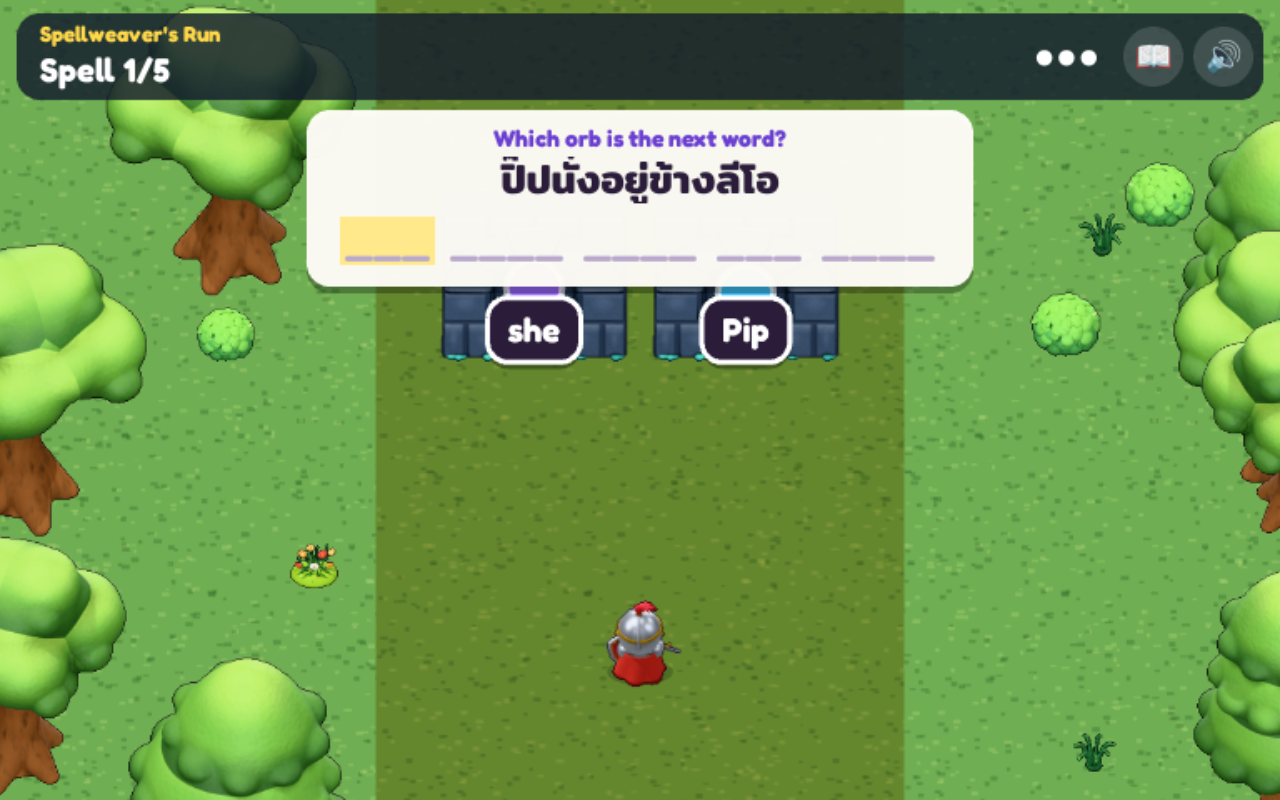 Spellweaver's Run
Spell 1/5
Which orb is the next word?
ปิ๊ปนั่งอยู่ข้างลีโอ
she
Pip